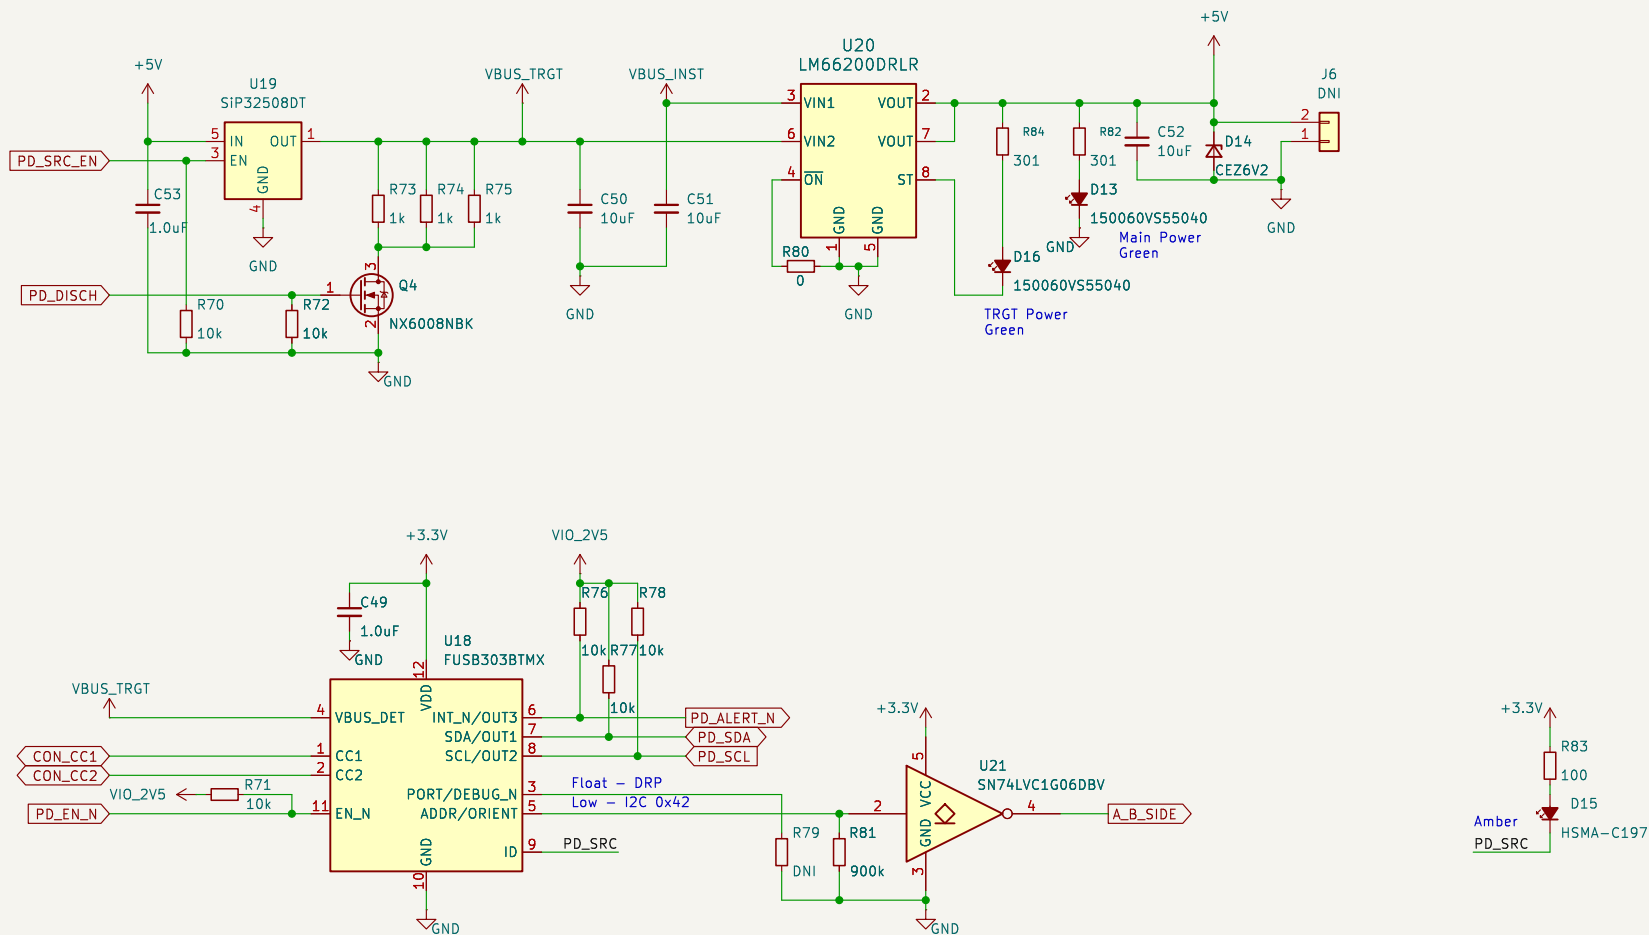 +5V
U19
SiP32508DT
5
IN
OUT
1
3
EN
GND
4
PD_SRC_EN
C53
1.0uF
GND
R73
1k
R74
1k
R75
1k
PD_DISCH
R70
10k
R72
10k
1
3
2
Q4
NX6008NBK
GND
VBUS_TRGT
VBUS_INST
C50
10uF
C51
10uF
GND
U20
LM66200DRLR
3
VIN1
VOUT
2
6
VIN2
VOUT
7
4
ON
ST
8
GND
GND
1
5
R80
0
GND
R84
301
R82
301
C52
10uF
D13
150060VS55040
GND
Main Power
Green
D16
150060VS55040
TRGT Power
Green
+5V
D14
CEZ6V2
GND
J6
DNI
2
1
+3.3V
C49
1.0uF
GND
U18
FUSB303BTMX
12
VDD
VBUS_TRGT
4
VBUS_DET
INT_N/OUT3
6
SDA/OUT1
7
CON_CC1
1
CC1
SCL/OUT2
8
CON_CC2
2
CC2
VIO_2V5
R71
10k
PORT/DEBUG_N
3
PD_EN_N
11
EN_N
ADDR/ORIENT
5
ID
9
GND
10
GND
VIO_2V5
R76
10k
R77
10k
R78
10k
PD_ALERT_N
PD_SDA
PD_SCL
Float - DRP
Low - I2C 0x42
PD_SRC
R79
DNI
R81
900k
+3.3V
5
VCC
U21
SN74LVC1G06DBV
2
4
GND
3
GND
A_B_SIDE
+3.3V
R83
100
D15
HSMA-C197
Amber
PD_SRC